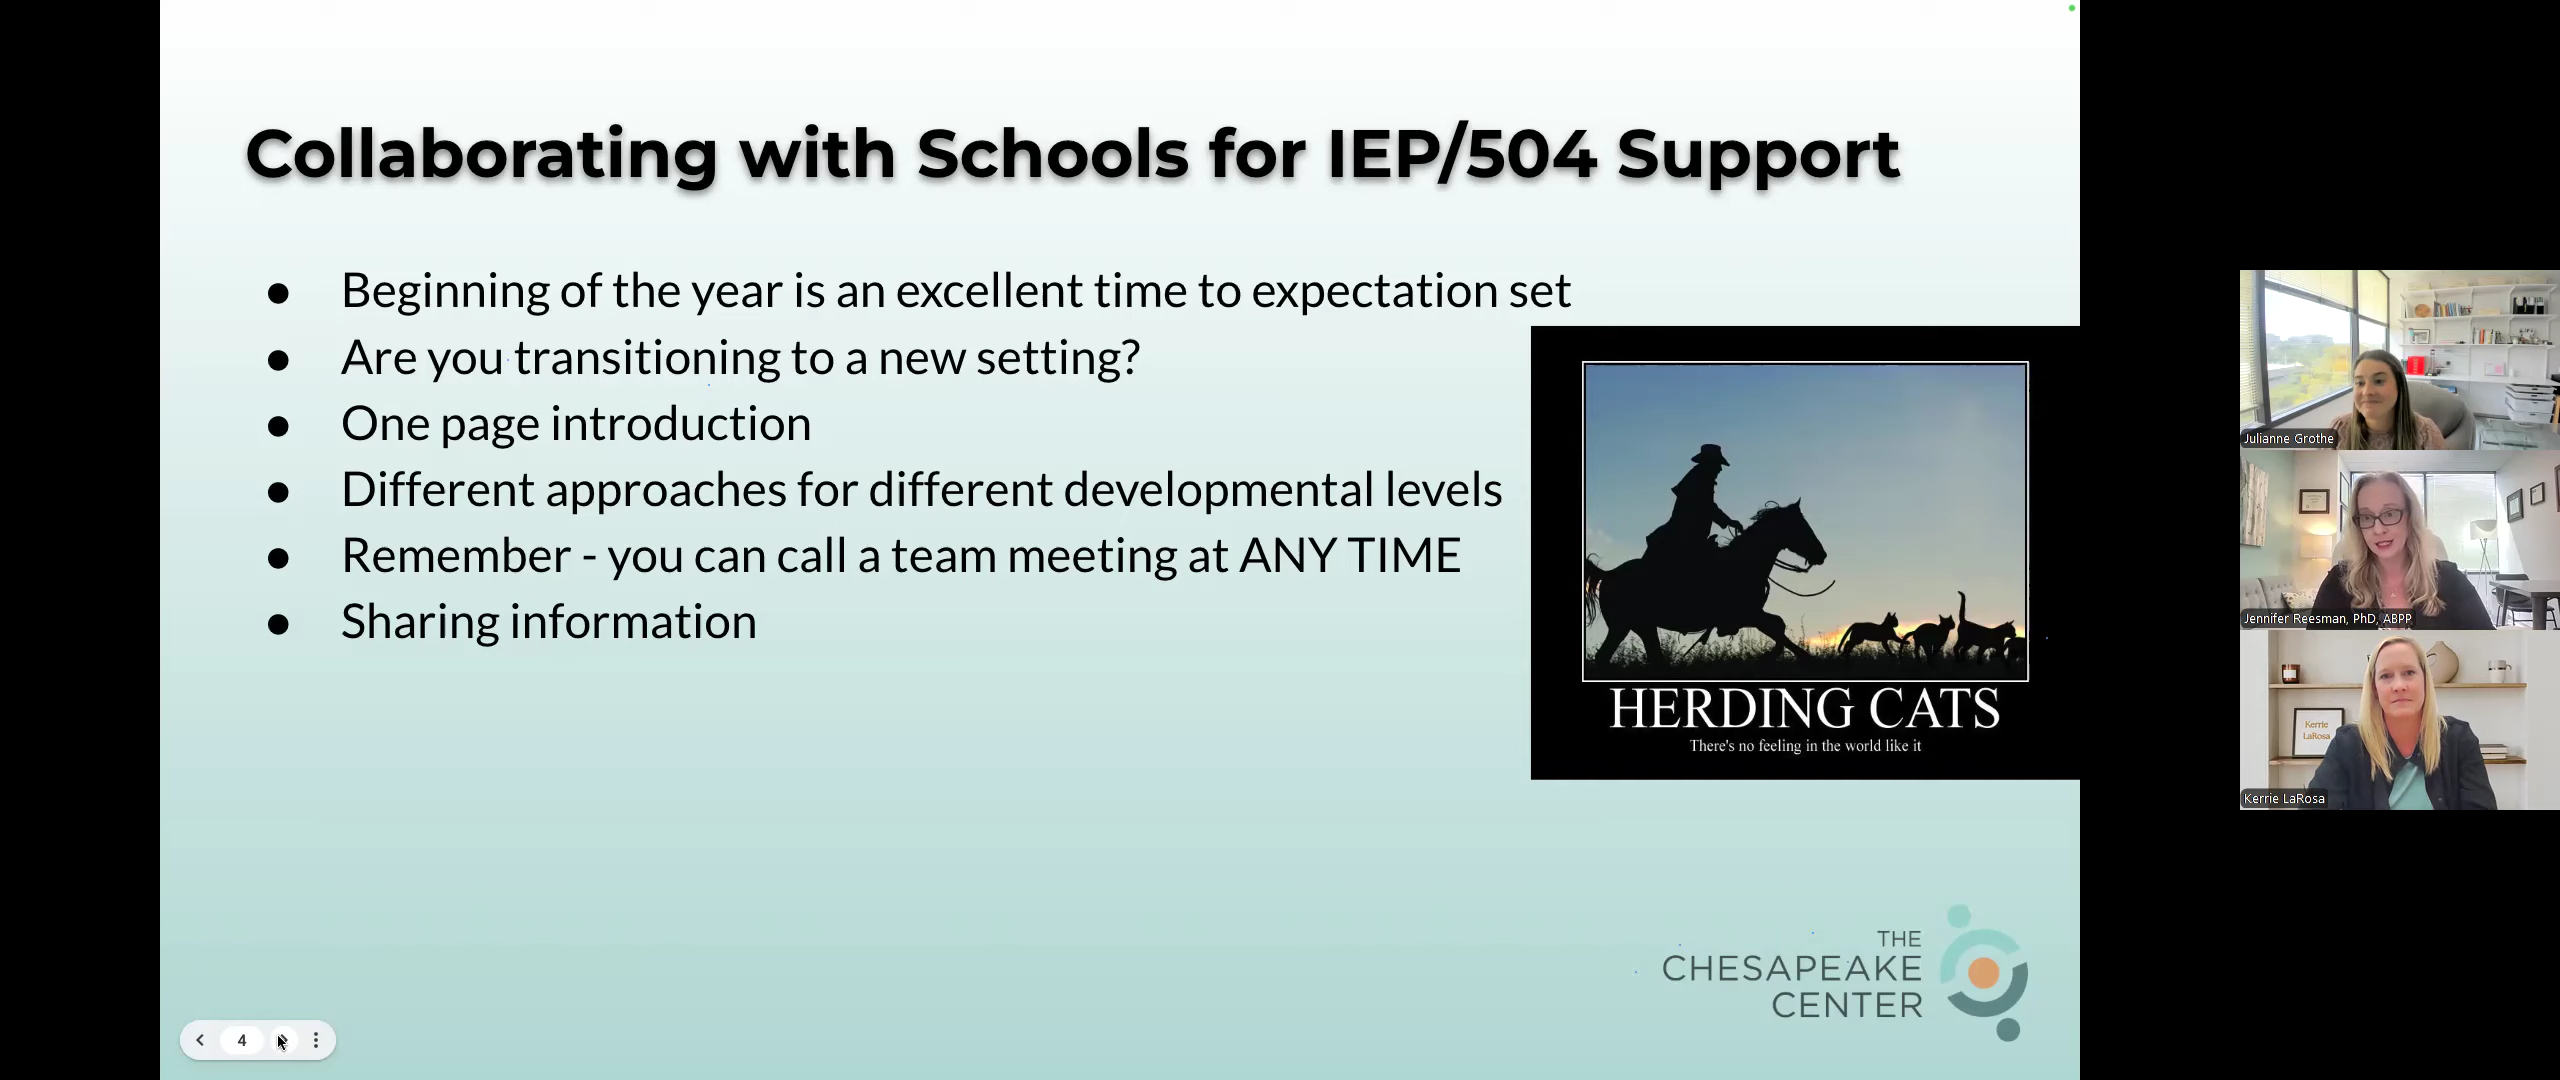 Collaborating with Schools for IEP/504 Support
● Beginning of the year is an excellent time to expectation set
● Are you transitioning to a new setting?
● One page introduction
● Different approaches for different developmental levels
● Remember - you can call a team meeting at ANY TIME
● Sharing information
HERDING CATS
There's no feeling in the world like it
THE
CHESAPEAKE
CENTER
4
Julianne Grothe
Jennifer Reesman, PhD, ABPP
Kerrie
LaRosa
Kerrie LaRosa